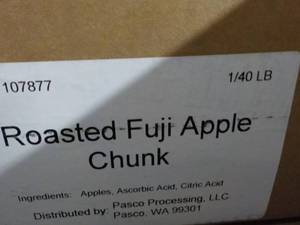 107877 1/40 LB
Roasted Fuji Apple
Chunk
Ingredients: Apples, Ascorbic Acid, Citric Acid
Distributed by: Pasco Processing, LLC
Pasco, WA 99301